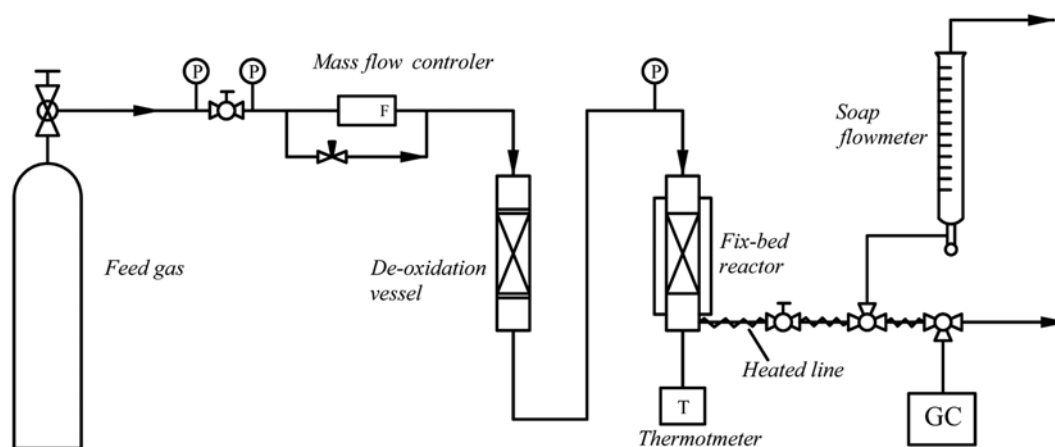 P
P
Mass flow controler
F
P
Soap
flowmeter
Feed gas
De-oxidation
vessel
Fix-bed
reactor
Heated line
T
Thermotmeter
GC